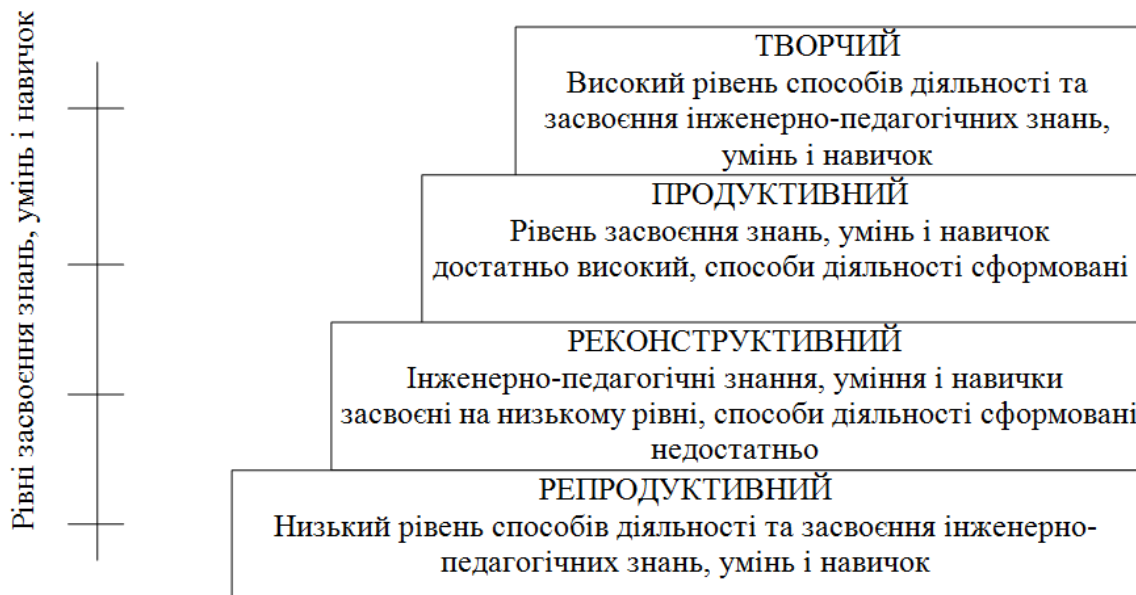 Рівні засвоєння знань, умінь і навичок
ТВОРЧИЙ
Високий рівень способів діяльності та
засвоєння інженерно-педагогічних знань,
умінь і навичок
ПРОДУКТИВНИЙ
Рівень засвоєння знань, умінь і навичок
достатньо високий, способи діяльності сформовані
РЕКОНСТРУКТИВНИЙ
Інженерно-педагогічні знання, уміння і навички
засвоєні на низькому рівні, способи діяльності сформовані
недостатньо
РЕПРОДУКТИВНИЙ
Низький рівень способів діяльності та засвоєння інженерно-
педагогічних знань, умінь і навичок